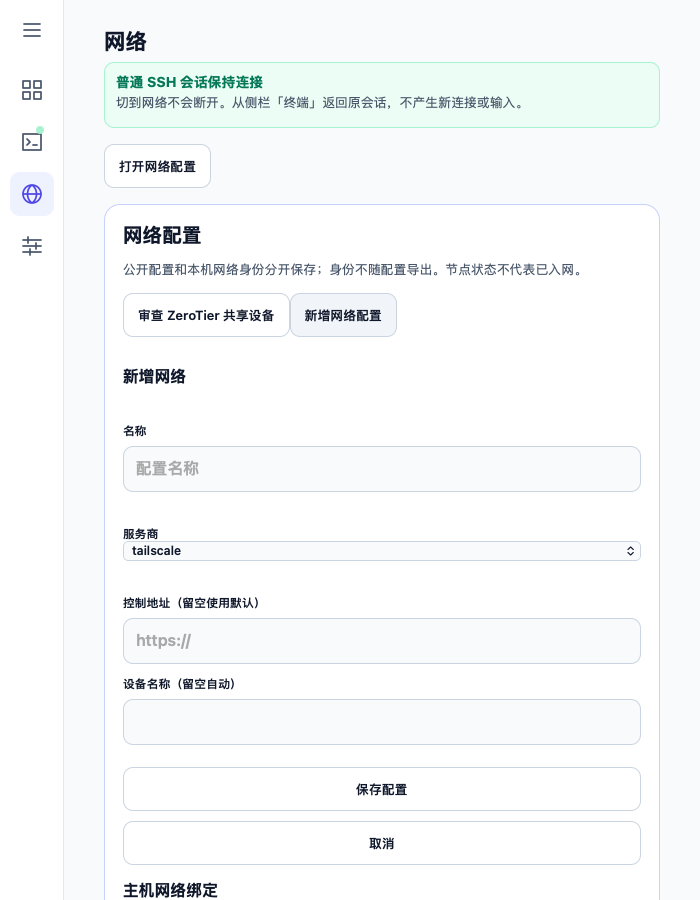 网络
普通 SSH 会话保持连接
切到网络不会断开。从侧栏「终端」返回原会话，不产生新连接或输入。
打开网络配置
网络配置
公开配置和本机网络身份分开保存；身份不随配置导出。节点状态不代表已入网。
审查 ZeroTier 共享设备
新增网络配置
新增网络
名称
配置名称
服务商
tailscale
控制地址（留空使用默认）
https://
设备名称（留空自动）
保存配置
取消
主机网络绑定